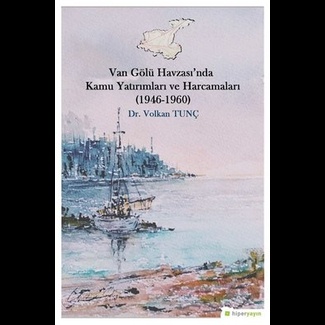 Van Gölü Havzası'nda
Kamu Yatırımları ve Harcamaları
(1946-1960)
Dr. Volkan TUNÇ
hiperyayın